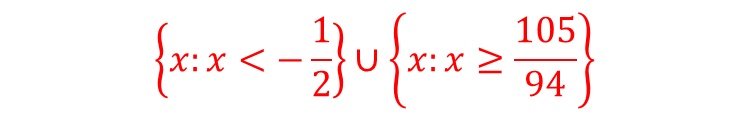 {x: x < −1/2} ∪ {x: x ≥ 105/94}